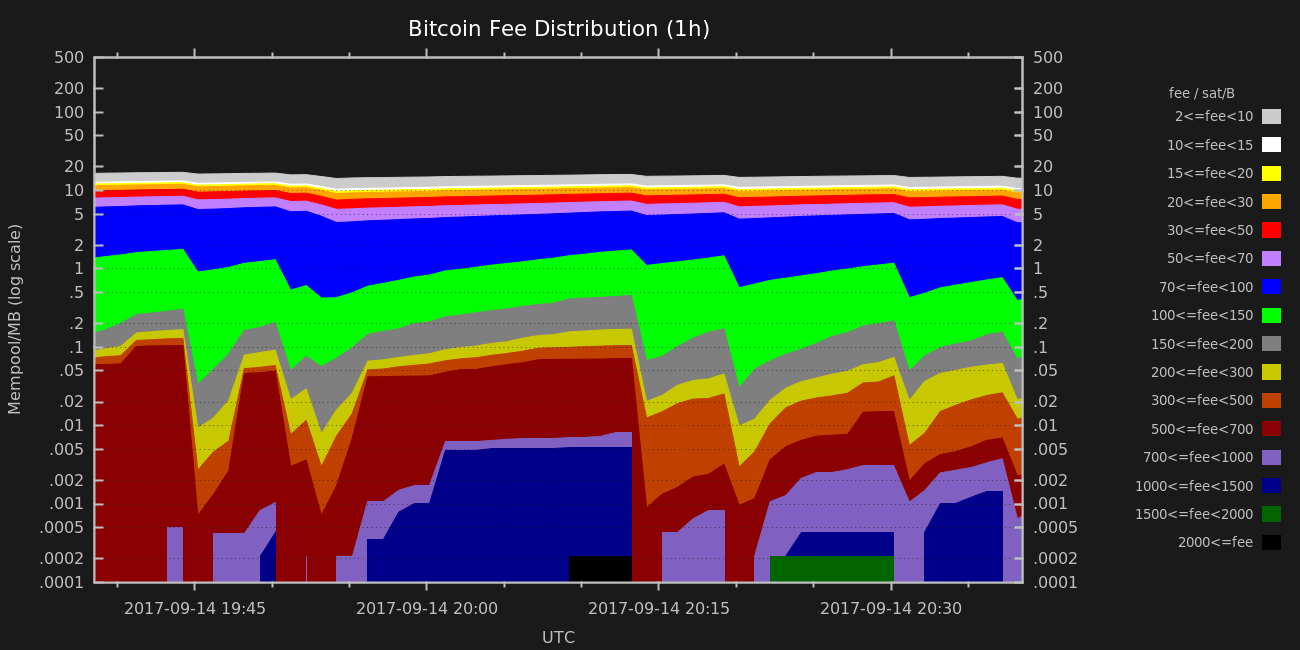 Bitcoin Fee Distribution (1h)
Mempool/MB (log scale)
500
200
100
50
20
10
5
2
1
.5
.2
.1
.05
.02
.01
.005
.002
.001
.0005
.0002
.0001
500
200
100
50
20
10
5
2
1
.5
.2
.1
.05
.02
.01
.005
.002
.001
.0005
.0002
.0001
2017-09-14 19:45
2017-09-14 20:00
2017-09-14 20:15
2017-09-14 20:30
UTC
fee / sat/B
2<=fee<10
10<=fee<15
15<=fee<20
20<=fee<30
30<=fee<50
50<=fee<70
70<=fee<100
100<=fee<150
150<=fee<200
200<=fee<300
300<=fee<500
500<=fee<700
700<=fee<1000
1000<=fee<1500
1500<=fee<2000
2000<=fee